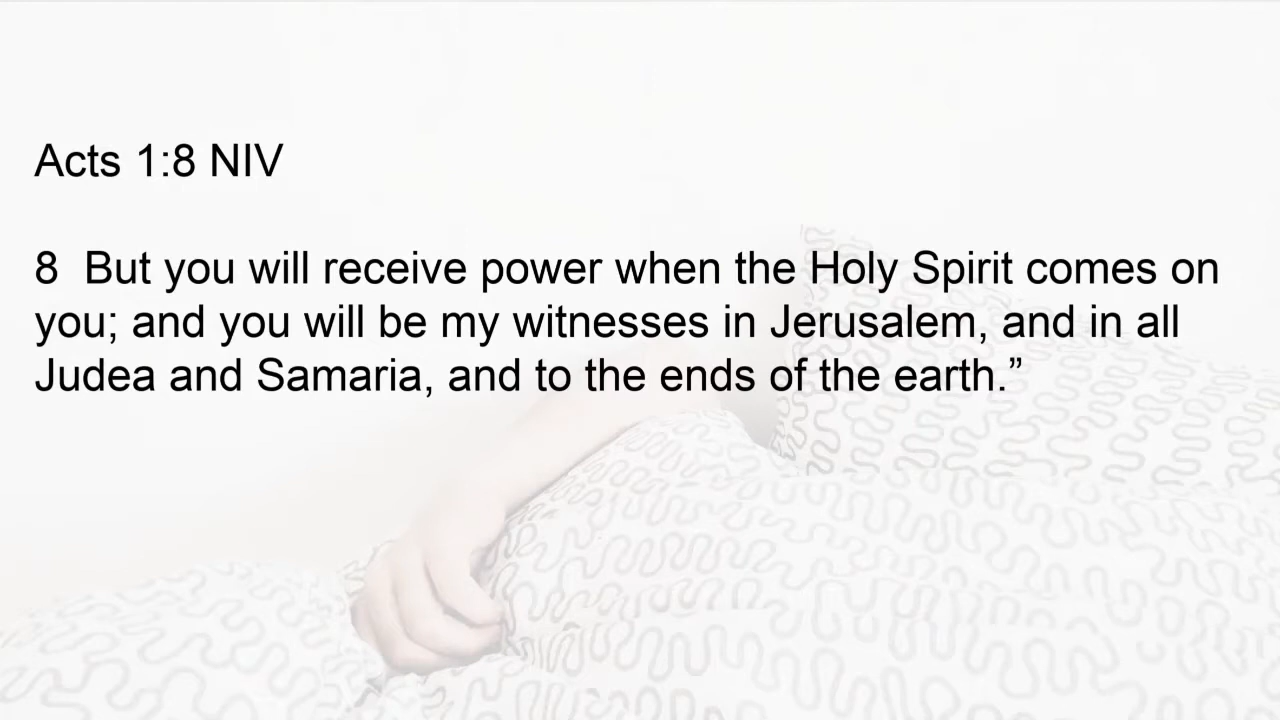 Acts 1:8 NIV
8  But you will receive power when the Holy Spirit comes on
you; and you will be my witnesses in Jerusalem, and in all
Judea and Samaria, and to the ends of the earth.”